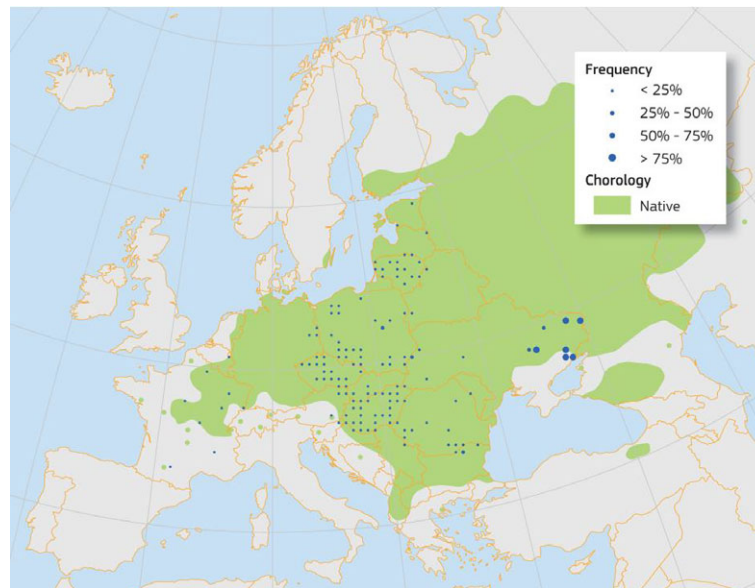 Frequency
< 25%
25% - 50%
50% - 75%
> 75%
Chorology
Native